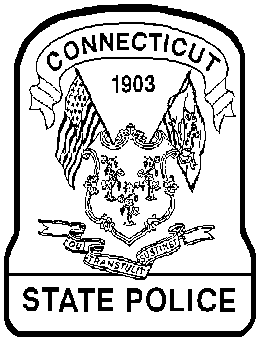 CONNECTICUT
1903
QUI TRANSTULIT SUSTINET
STATE POLICE